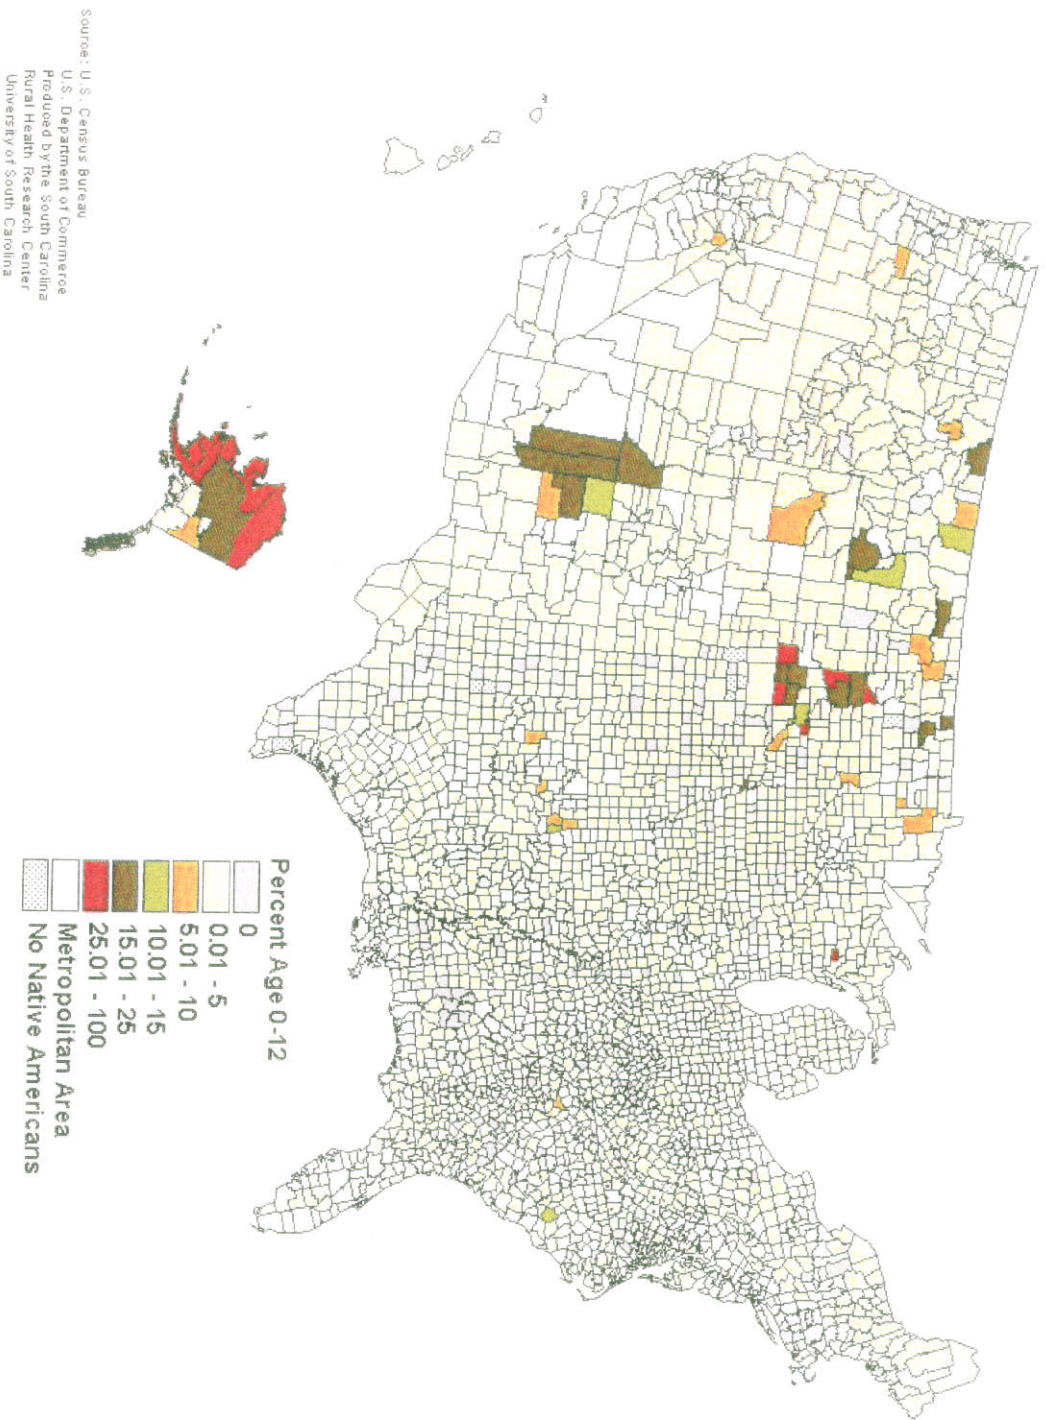 Percent Age 0-12
0
0.01 - 5
5.01 - 10
10.01 - 15
15.01 - 25
25.01 - 100
Metropolitan Area
No Native Americans
Source: U.S. Census Bureau
U.S. Department of Commerce
Produced by the South Carolina
Rural Health Research Center
University of South Carolina